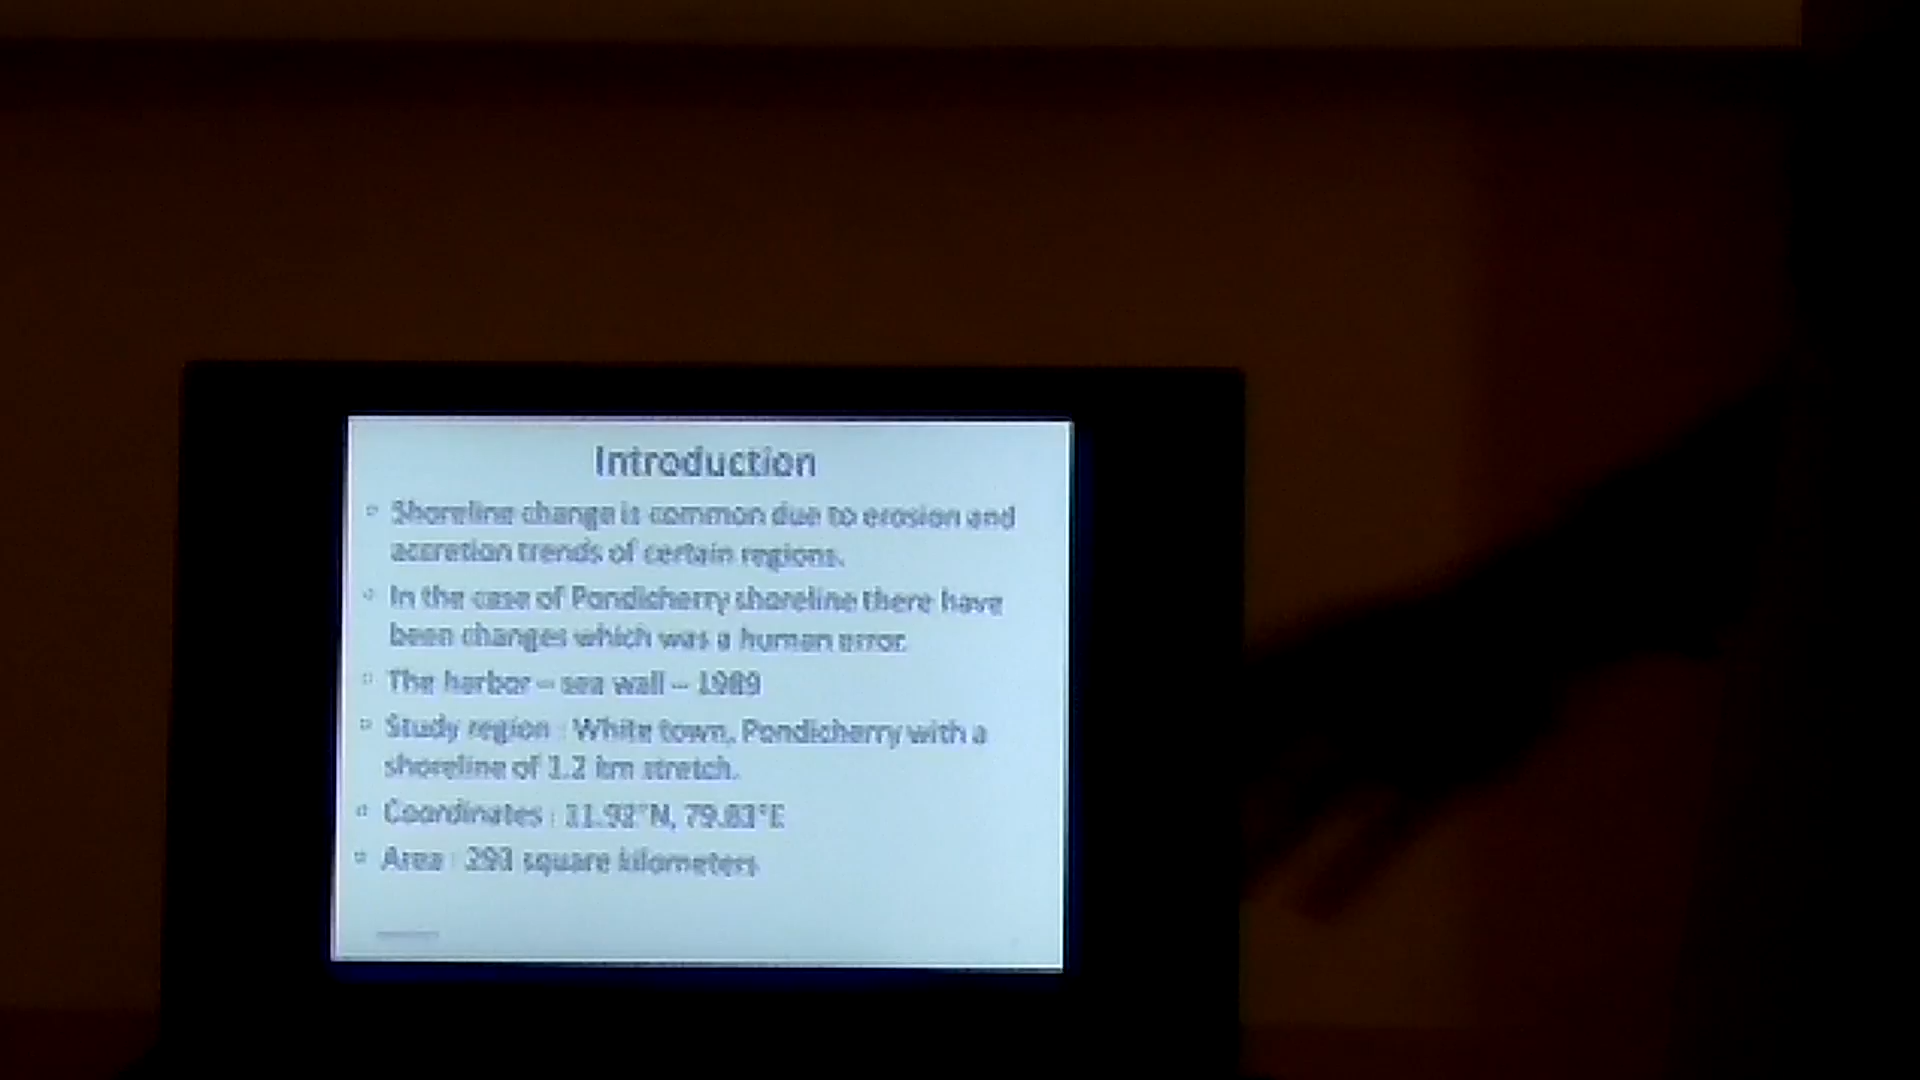 Introduction
Shoreline change is common due to erosion and
accretion trends of certain regions.
In the case of Pondicherry shoreline there have
been changes which was a human error.
The harbor – sea wall – 1989
Study region : White town, Pondicherry with a
shoreline of 1.2 km stretch.
Coordinates : 11.93°N, 79.83°E
Area : 293 square kilometers